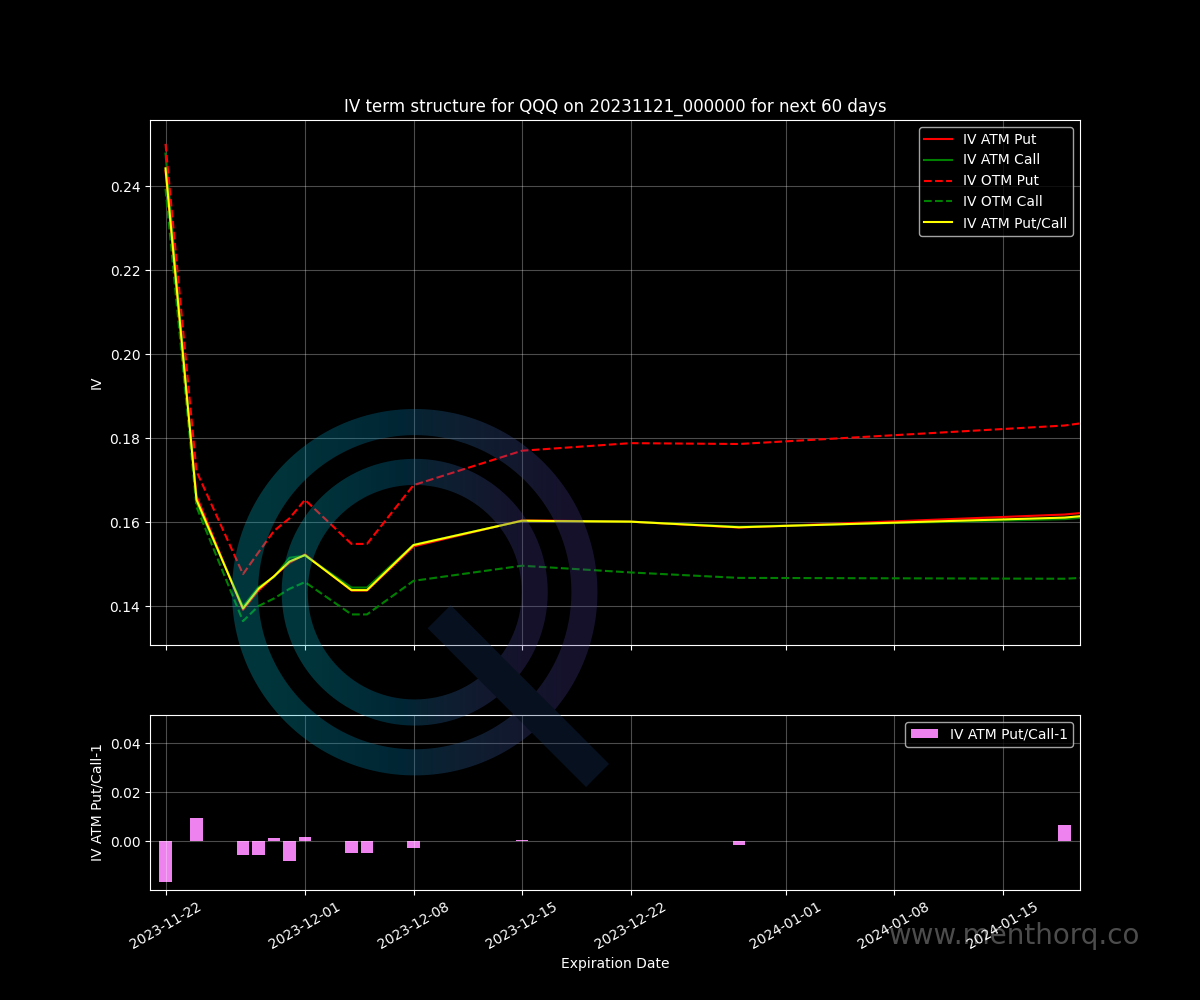 IV term structure for QQQ on 20231121_000000 for next 60 days
IV ATM Put
IV ATM Call
IV OTM Put
IV OTM Call
IV ATM Put/Call
0.24
0.22
0.20
0.18
0.16
0.14
IV
IV ATM Put/Call-1
0.04
0.02
0.00
IV ATM Put/Call-1
2023-11-22
2023-12-01
2023-12-08
2023-12-15
2023-12-22
2024-01-01
2024-01-08
2024-01-15
www.menthorq.co
Expiration Date